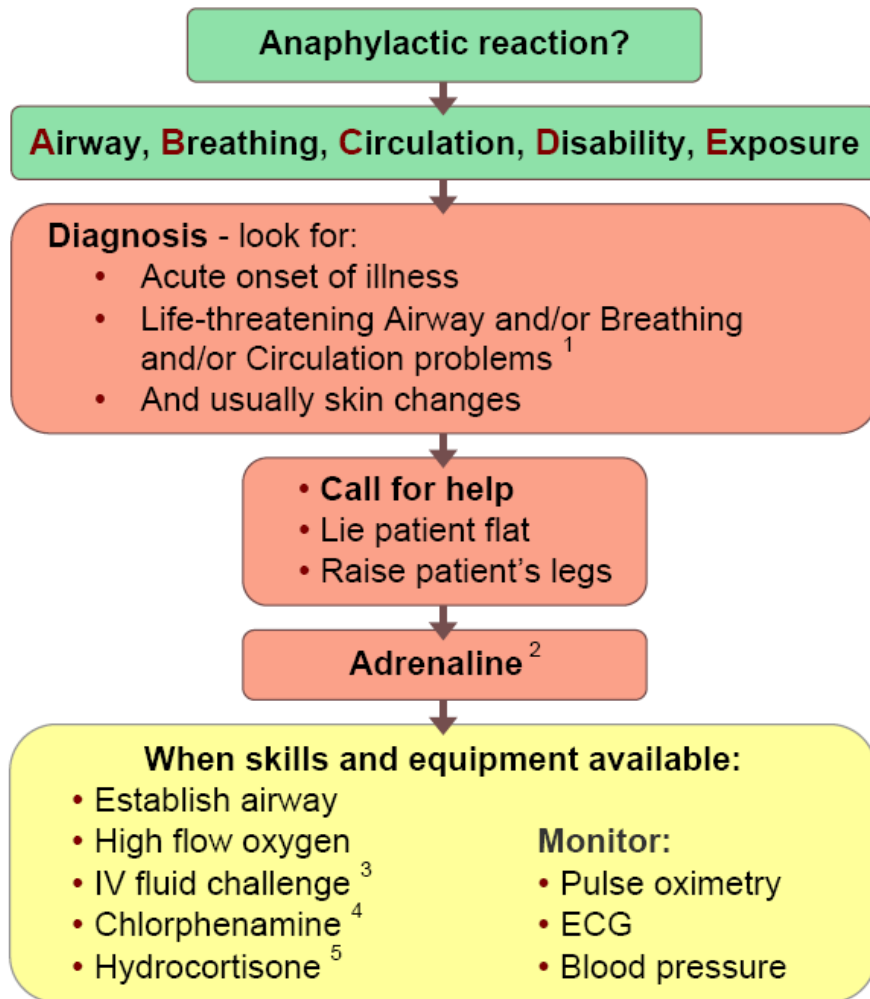 Anaphylactic reaction?
Airway, Breathing, Circulation, Disability, Exposure
Diagnosis - look for:
• Acute onset of illness
• Life-threatening Airway and/or Breathing
and/or Circulation problems 1
• And usually skin changes
• Call for help
• Lie patient flat
• Raise patient's legs
Adrenaline 2
When skills and equipment available:
• Establish airway
• High flow oxygen
• IV fluid challenge 3
• Chlorphenamine 4
• Hydrocortisone 5
Monitor:
• Pulse oximetry
• ECG
• Blood pressure